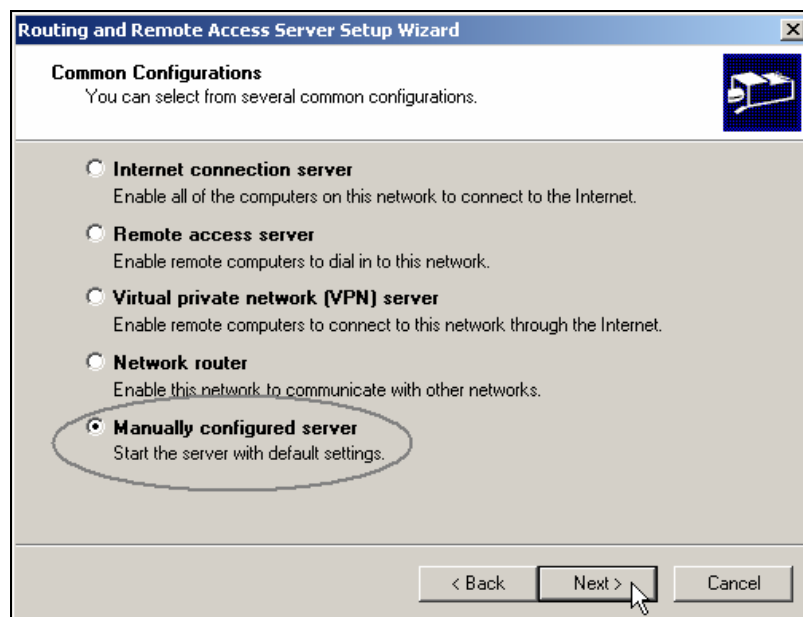 Routing and Remote Access Server Setup Wizard
Common Configurations
You can select from several common configurations.
Internet connection server
Enable all of the computers on this network to connect to the Internet.
Remote access server
Enable remote computers to dial in to this network.
Virtual private network (VPN) server
Enable remote computers to connect to this network through the Internet.
Network router
Enable this network to communicate with other networks.
Manually configured server
Start the server with default settings.
< Back Next > Cancel